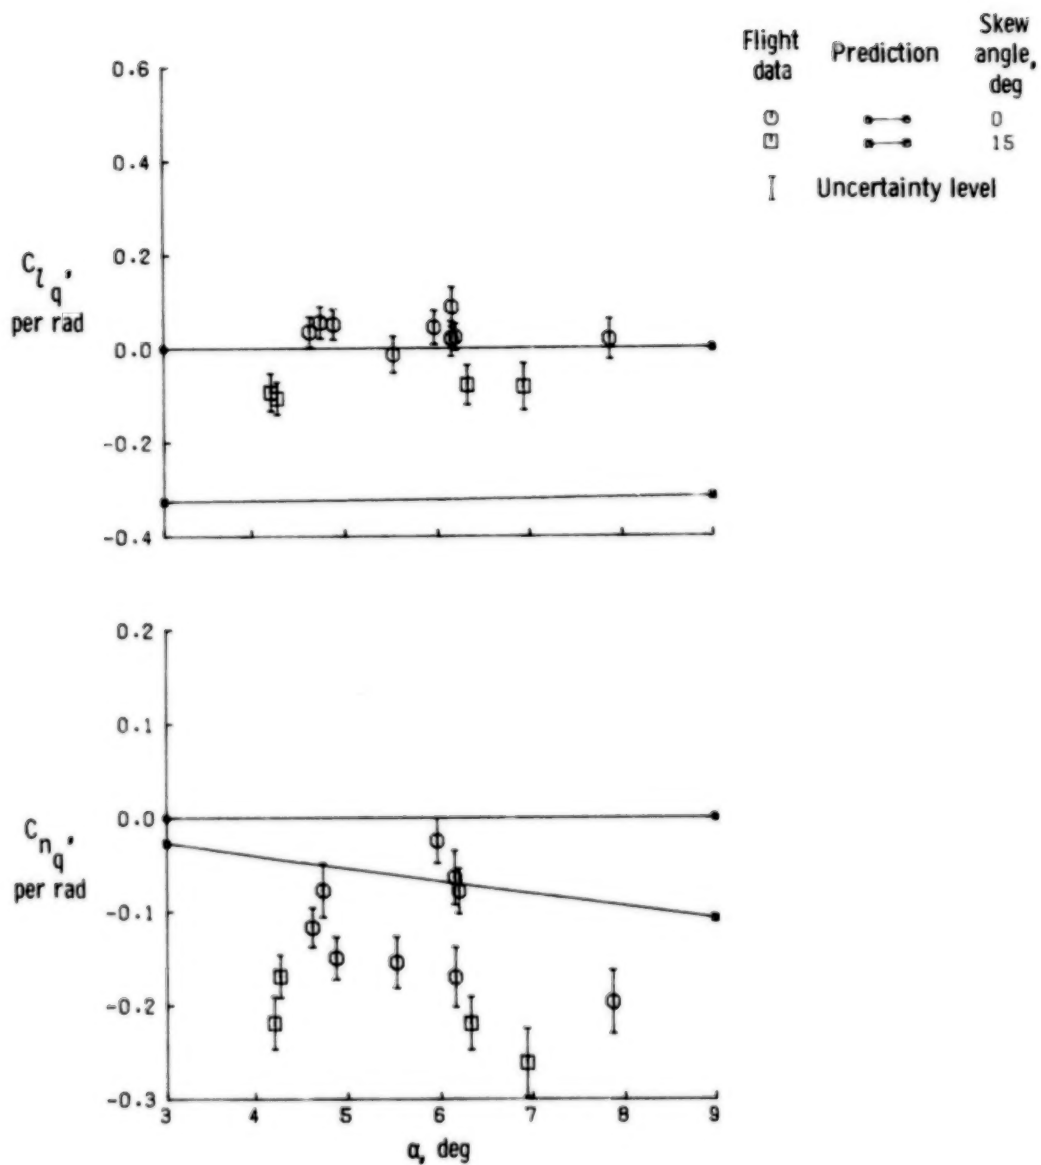 Flight data
Prediction
Skew angle, deg
0
15
Uncertainty level
0.6
0.4
0.2
0.0
-0.2
-0.4
C l q, per rad
0.2
0.1
0.0
-0.1
-0.2
-0.3
C n q, per rad
3 4 5 6 7 8 9
α, deg